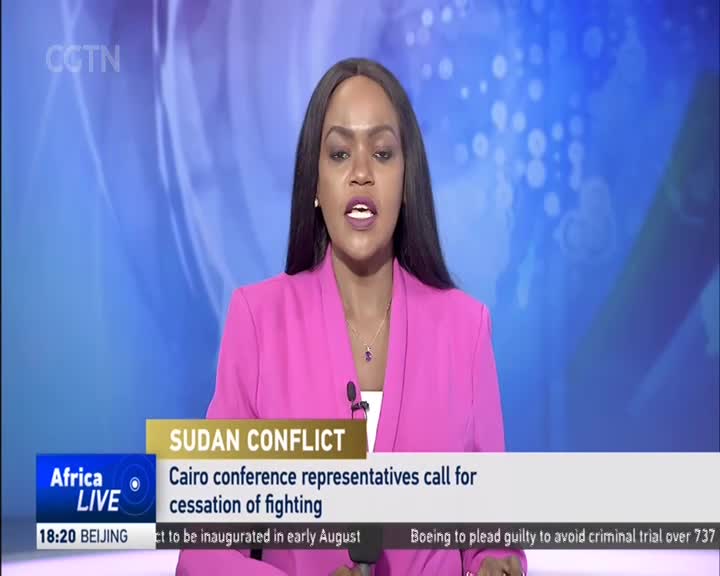 CGTN
SUDAN CONFLICT
Cairo conference representatives call for
cessation of fighting
Africa
LIVE
18:20 BEIJING
ct to be inaugurated in early August
Boeing to plead guilty to avoid criminal trial over 737